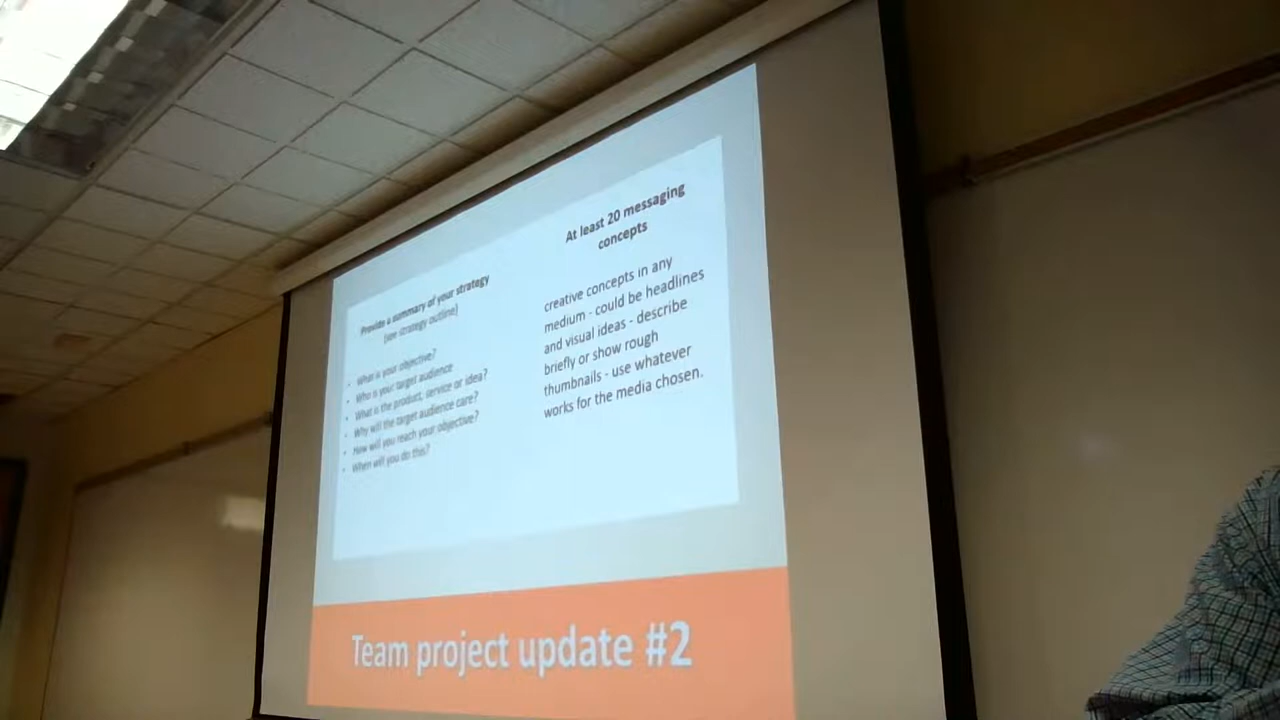 Provide a summary of your strategy
(see strategy outline)
• What is your objective?
• Who is your target audience
• What is the product, service or idea?
• Why will the target audience care?
• How will you reach your objective?
• When will you do this?
At least 20 messaging
concepts
creative concepts in any
medium - could be headlines
and visual ideas - describe
briefly or show rough
thumbnails - use whatever
works for the media chosen.
Team project update #2